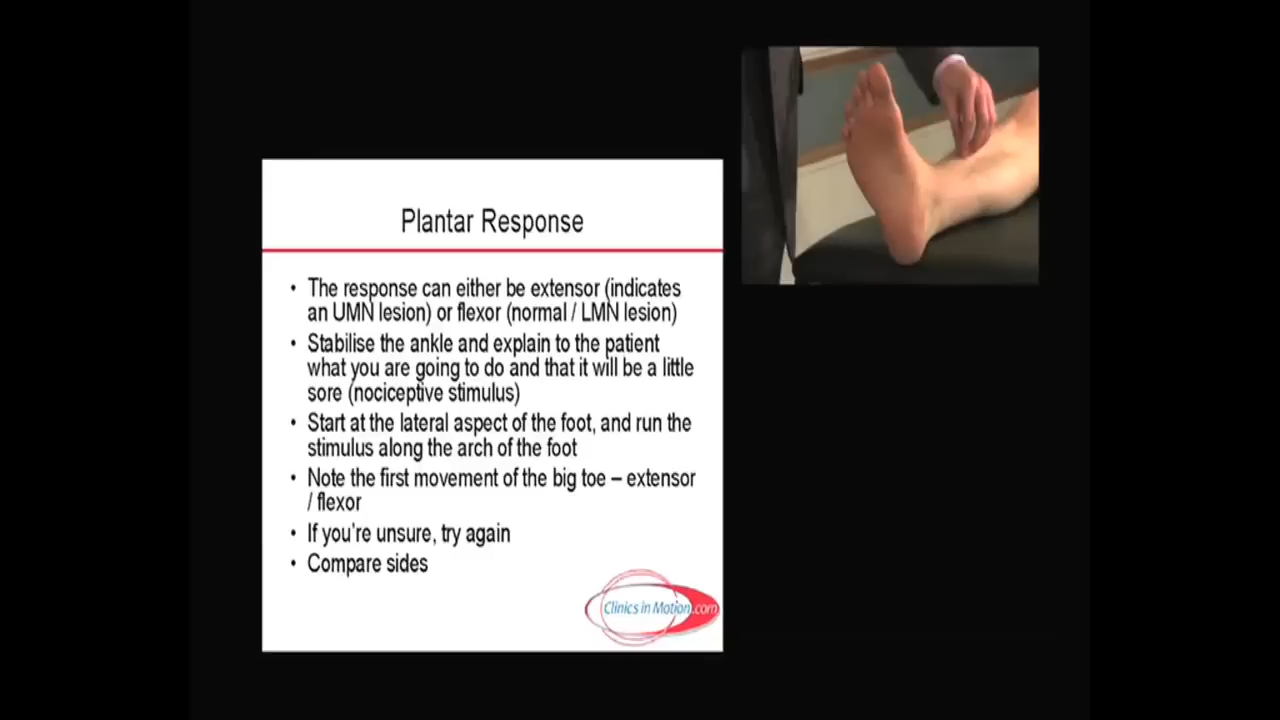 Plantar Response
• The response can either be extensor (indicates
an UMN lesion) or flexor (normal / LMN lesion)
• Stabilise the ankle and explain to the patient
what you are going to do and that it will be a little
sore (nociceptive stimulus)
• Start at the lateral aspect of the foot, and run the
stimulus along the arch of the foot
• Note the first movement of the big toe – extensor
/ flexor
• If you’re unsure, try again
• Compare sides
Clinics in Motion.com